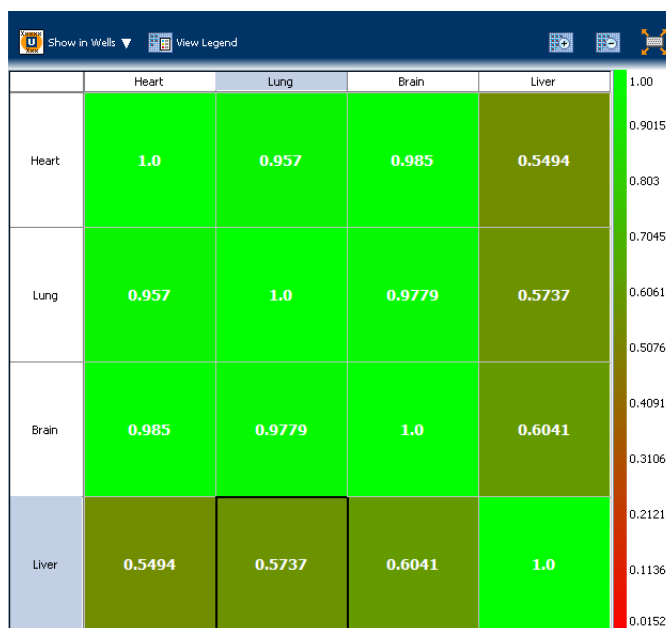 U Show in Wells ▼ View Legend
Heart Lung Brain Liver
Heart 1.0 0.957 0.985 0.5494
Lung 0.957 1.0 0.9779 0.5737
Brain 0.985 0.9779 1.0 0.6041
Liver 0.5494 0.5737 0.6041 1.0
1.00
0.9015
0.803
0.7045
0.6061
0.5076
0.4091
0.3106
0.2121
0.1136
0.0152